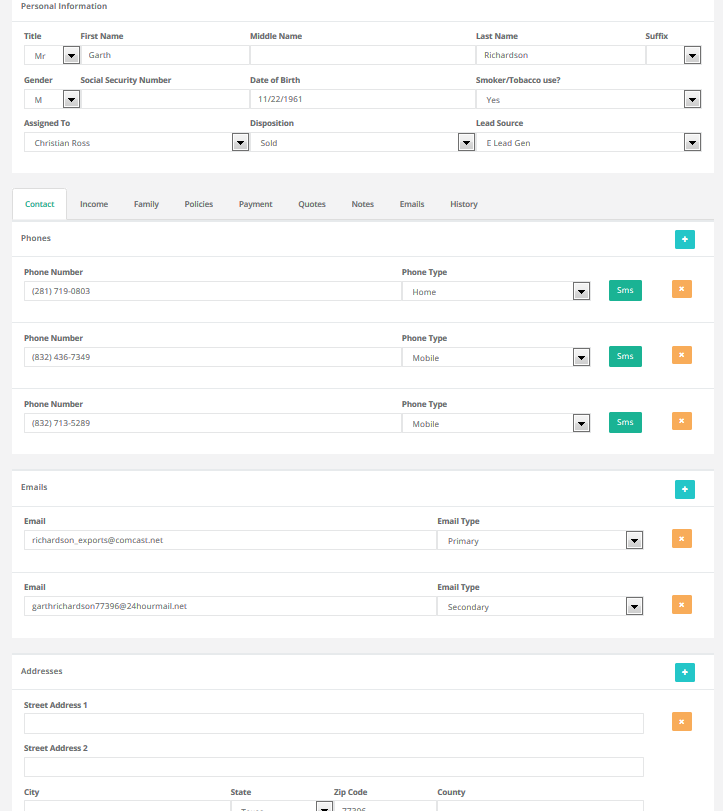 Personal Information
Title First Name Middle Name Last Name Suffix
Mr Garth Richardson
Gender Social Security Number Date of Birth Smoker/Tobacco use?
M 11/22/1961 Yes
Assigned To Disposition Lead Source
Christian Ross Sold E Lead Gen
Contact Income Family Policies Payment Quotes Notes Emails History
Phones +
Phone Number Phone Type
(281) 719-0803 Home Sms ×
Phone Number Phone Type
(832) 436-7349 Mobile Sms ×
Phone Number Phone Type
(832) 713-5289 Mobile Sms ×
Emails +
Email Email Type
richardson_exports@comcast.net Primary ×
Email Email Type
garthrichardson77396@24hourmail.net Secondary ×
Addresses +
Street Address 1
×
Street Address 2
City State Zip Code County
Texas 77396